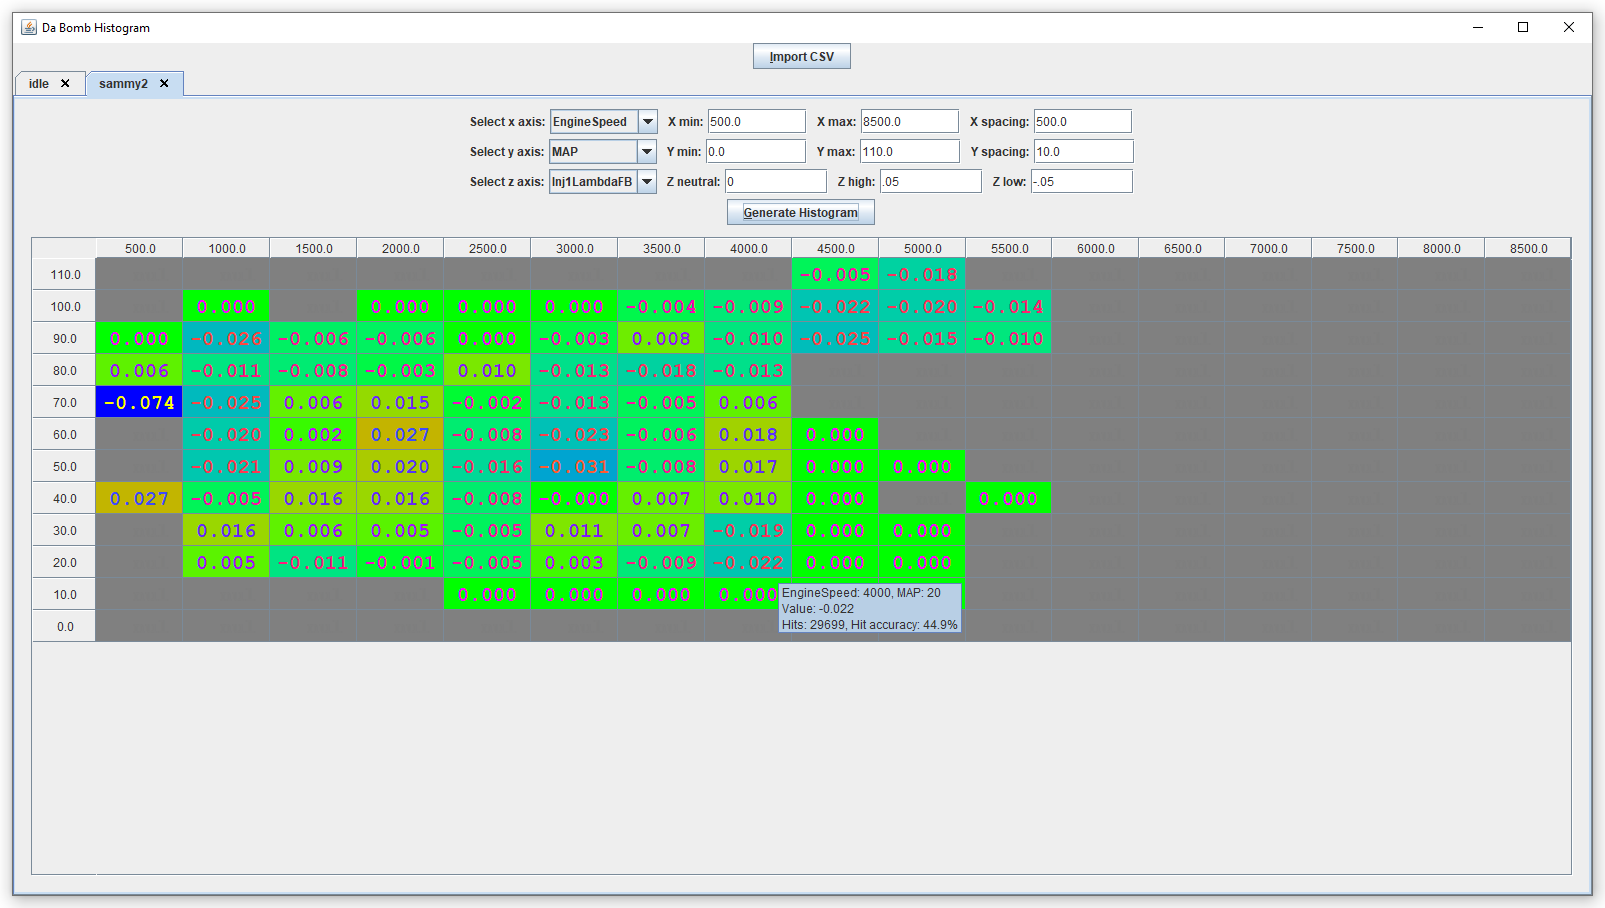 Da Bomb Histogram
Import CSV
idle sammy2
Select x axis: EngineSpeed X min: 500.0 X max: 8500.0 X spacing: 500.0
Select y axis: MAP Y min: 0.0 Y max: 110.0 Y spacing: 10.0
Select z axis: Inj1LambdaFB Z neutral: 0 Z high: .05 Z low: -.05
Generate Histogram
500.0 1000.0 1500.0 2000.0 2500.0 3000.0 3500.0 4000.0 4500.0 5000.0 5500.0 6000.0 6500.0 7000.0 7500.0 8000.0 8500.0
110.0 -0.005 -0.018
100.0 0.000 0.000 0.000 0.000 -0.004 -0.009 -0.022 -0.020 -0.014
90.0 0.000 -0.026 -0.006 -0.006 0.000 -0.003 0.008 -0.010 -0.025 -0.015 -0.010
80.0 0.006 -0.011 -0.008 -0.003 0.010 -0.013 -0.018 -0.013
70.0 -0.074 -0.025 0.006 0.015 -0.002 -0.013 -0.005 0.006
60.0 -0.020 0.002 0.027 -0.008 -0.023 -0.006 0.018 0.000
50.0 -0.021 0.009 0.020 -0.016 -0.031 -0.008 0.017 0.000 0.000
40.0 0.027 -0.005 0.016 0.016 -0.008 -0.000 0.007 0.010 0.000 0.000
30.0 0.016 0.006 0.005 -0.005 0.011 0.007 -0.019 0.000 0.000
20.0 0.005 -0.011 -0.001 -0.005 0.003 -0.009 -0.022 0.000 0.000
10.0 0.000 0.000 0.000 0.000
EngineSpeed: 4000, MAP: 20
Value: -0.022
Hits: 29699, Hit accuracy: 44.9%
0.0